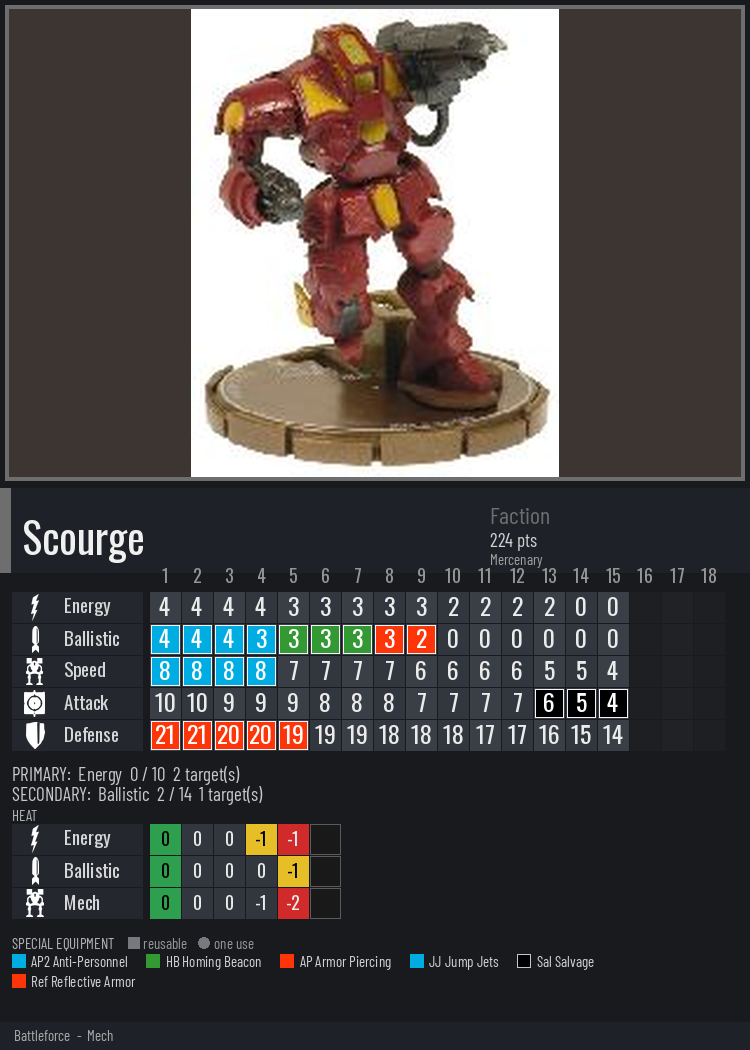 Scourge
Faction
224 pts
Mercenary
1 2 3 4 5 6 7 8 9 10 11 12 13 14 15 16 17 18
Energy 4 4 4 4 3 3 3 3 3 2 2 2 2 0 0
Ballistic 4 4 4 3 3 3 3 3 2 0 0 0 0 0 0
Speed 8 8 8 8 7 7 7 7 6 6 6 6 5 5 4
Attack 10 10 9 9 9 8 8 8 7 7 7 7 6 5 4
Defense 21 21 20 20 19 19 19 18 18 18 17 17 16 15 14
PRIMARY: Energy 0 / 10 2 target(s)
SECONDARY: Ballistic 2 / 14 1 target(s)
HEAT
Energy 0 0 0 -1 -1
Ballistic 0 0 0 0 -1
Mech 0 0 0 -1 -2
SPECIAL EQUIPMENT reusable one use
AP2 Anti-Personnel HB Homing Beacon AP Armor Piercing JJ Jump Jets Sal Salvage
Ref Reflective Armor
Battleforce - Mech